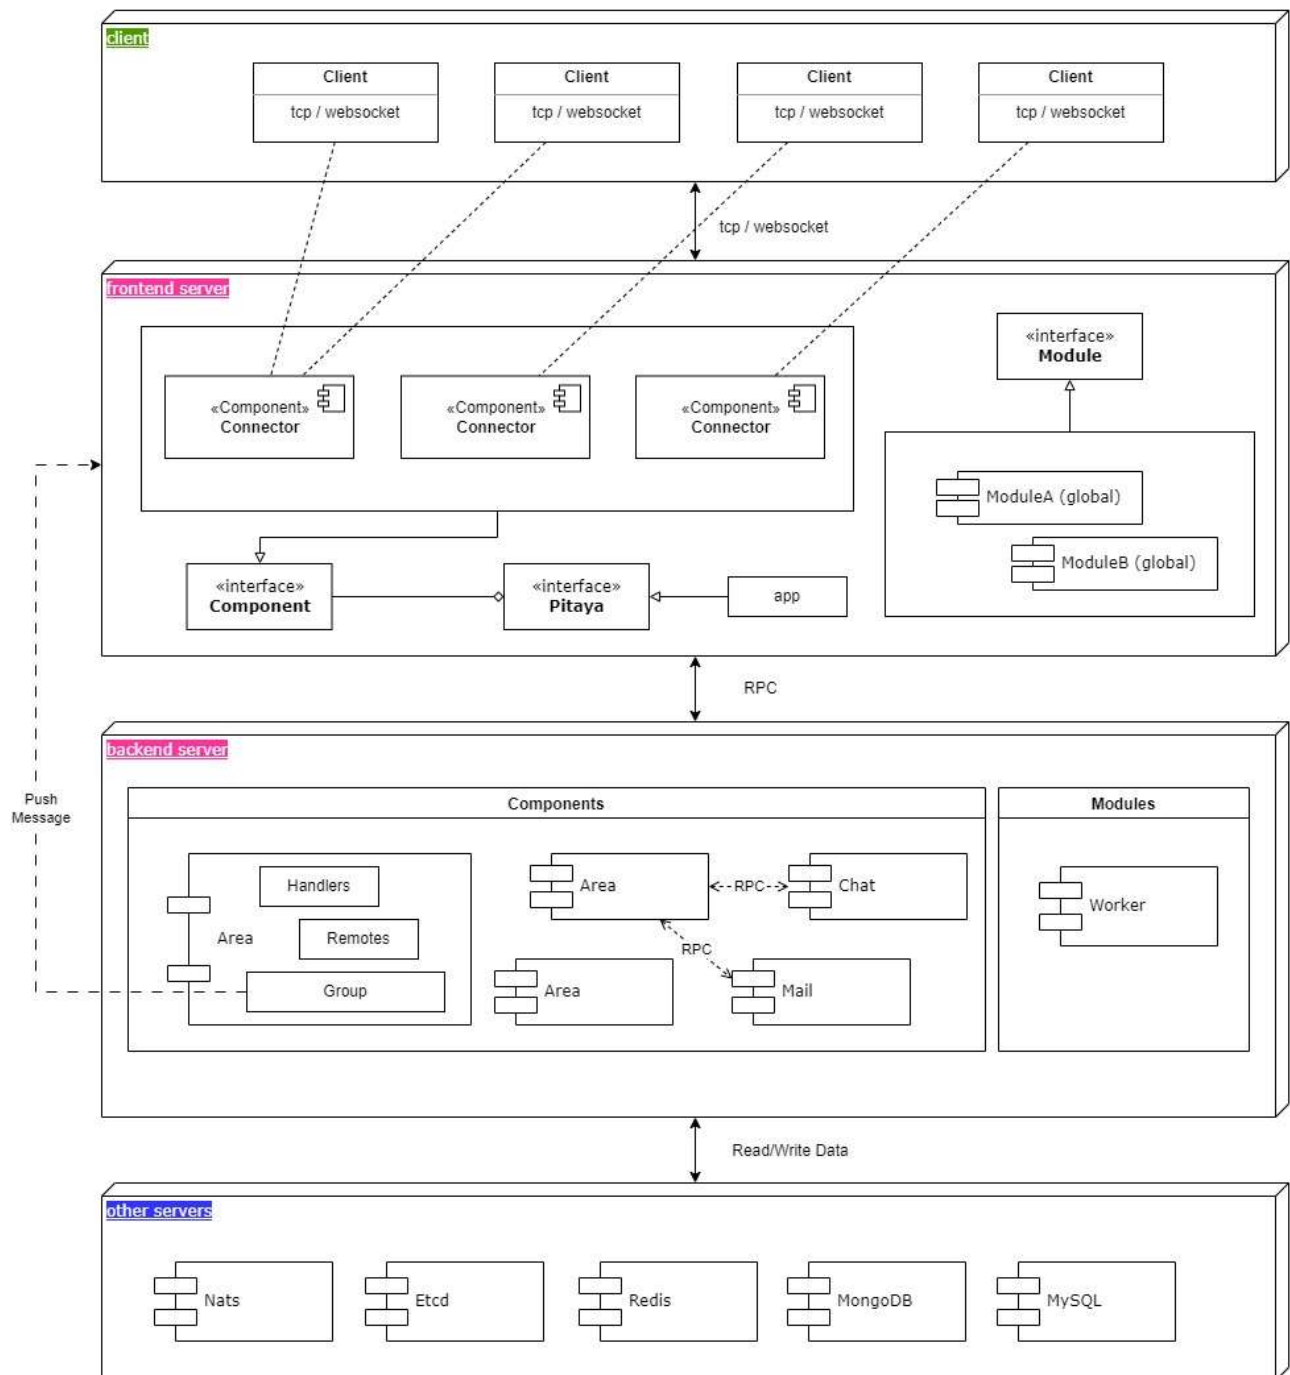 client
Client
tcp / websocket
Client
tcp / websocket
Client
tcp / websocket
Client
tcp / websocket
tcp / websocket
frontend server
«Component»
Connector
«Component»
Connector
«Component»
Connector
«interface»
Module
ModuleA (global)
ModuleB (global)
«interface»
Component
«interface»
Pitaya
app
RPC
backend server
Push
Message
Components
Area
Handlers
Remotes
Group
Area
RPC
Chat
RPC
Area
Mail
Modules
Worker
Read/Write Data
other servers
Nats
Etcd
Redis
MongoDB
MySQL